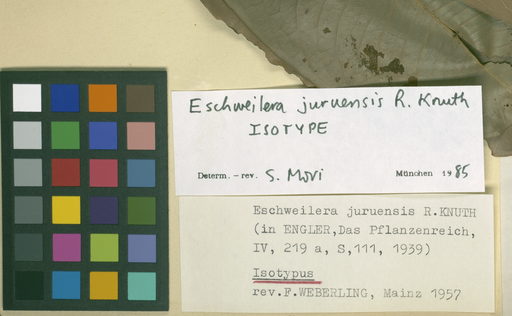 Eschweilera juruensis R. Knuth
ISOTYPE
Determ. – rev. S. Mori München 1985
Eschweilera juruensis R.KNUTH
(in ENGLER,Das Pflanzenreich,
IV, 219 a, S,111, 1939)
Isotypus
rev.F.WEBERLING, Mainz 1957